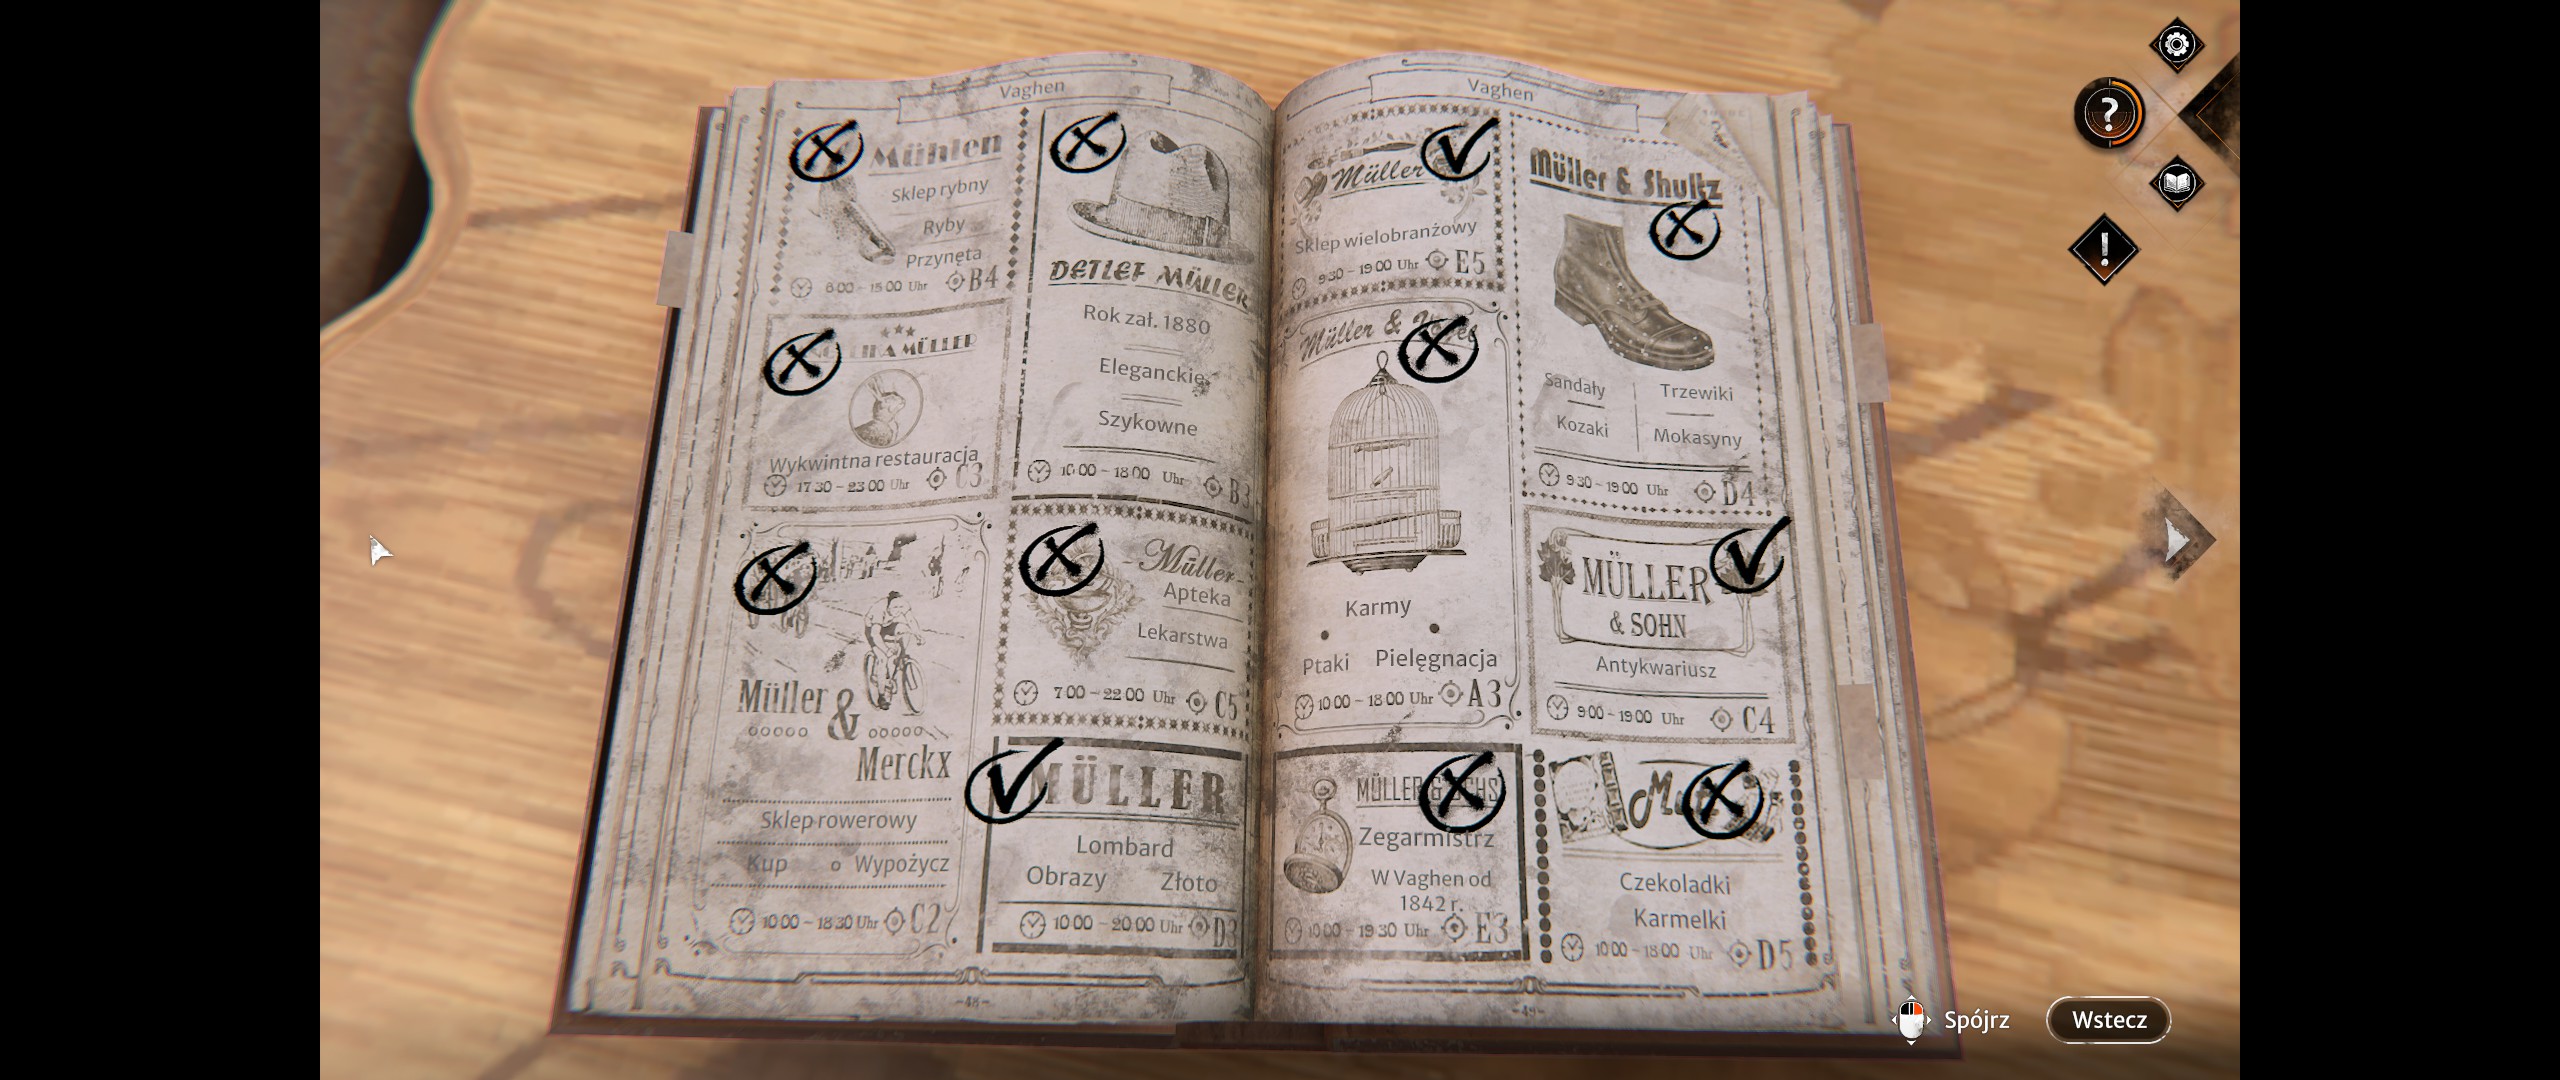 Vaghen
Mühlen
Sklep rybny
Ryby
Przynęta
6:00 - 15:00 Uhr B4
MÜLLER
Wykwintna restauracja
17:30 - 23:00 Uhr C3
Müller &
Merckx
Sklep rowerowy
Kup o Wypożycz
10:00 - 18:30 Uhr C2
DETLEF MÜLLER
Rok zał. 1880
Eleganckie
Szykowne
10:00 - 18:00 Uhr B3
Müller
Apteka
Lekarstwa
7:00 - 22:00 Uhr C5
MÜLLER
Lombard
Obrazy Złoto
10:00 - 20:00 Uhr D3
-48-
Vaghen
Müller
Sklep wielobranżowy
9:30 - 19:00 Uhr E5
Müller &
Karmy
Ptaki Pielęgnacja
10:00 - 18:00 Uhr A3
MÜLLER
Zegarmistrz
W Vaghen od
1842 r.
10:00 - 19:30 Uhr E3
Müller & Shultz
Sandały Trzewiki
Kozaki Mokasyny
9:30 - 19:00 Uhr D4
MÜLLER
& SOHN
Antykwariusz
9:00 - 19:00 Uhr C4
Czekoladki
Karmelki
10:00 - 18:00 Uhr D5
-49-
Spójrz
Wstecz